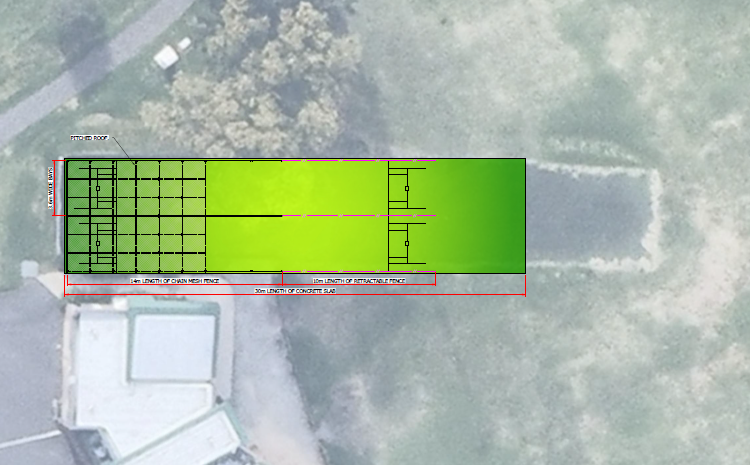 PITCHED ROOF
3.6m WIDE BAYS
14m LENGTH OF CHAIN MESH FENCE
10m LENGTH OF RETRACTABLE FENCE
30m LENGTH OF CONCRETE SLAB